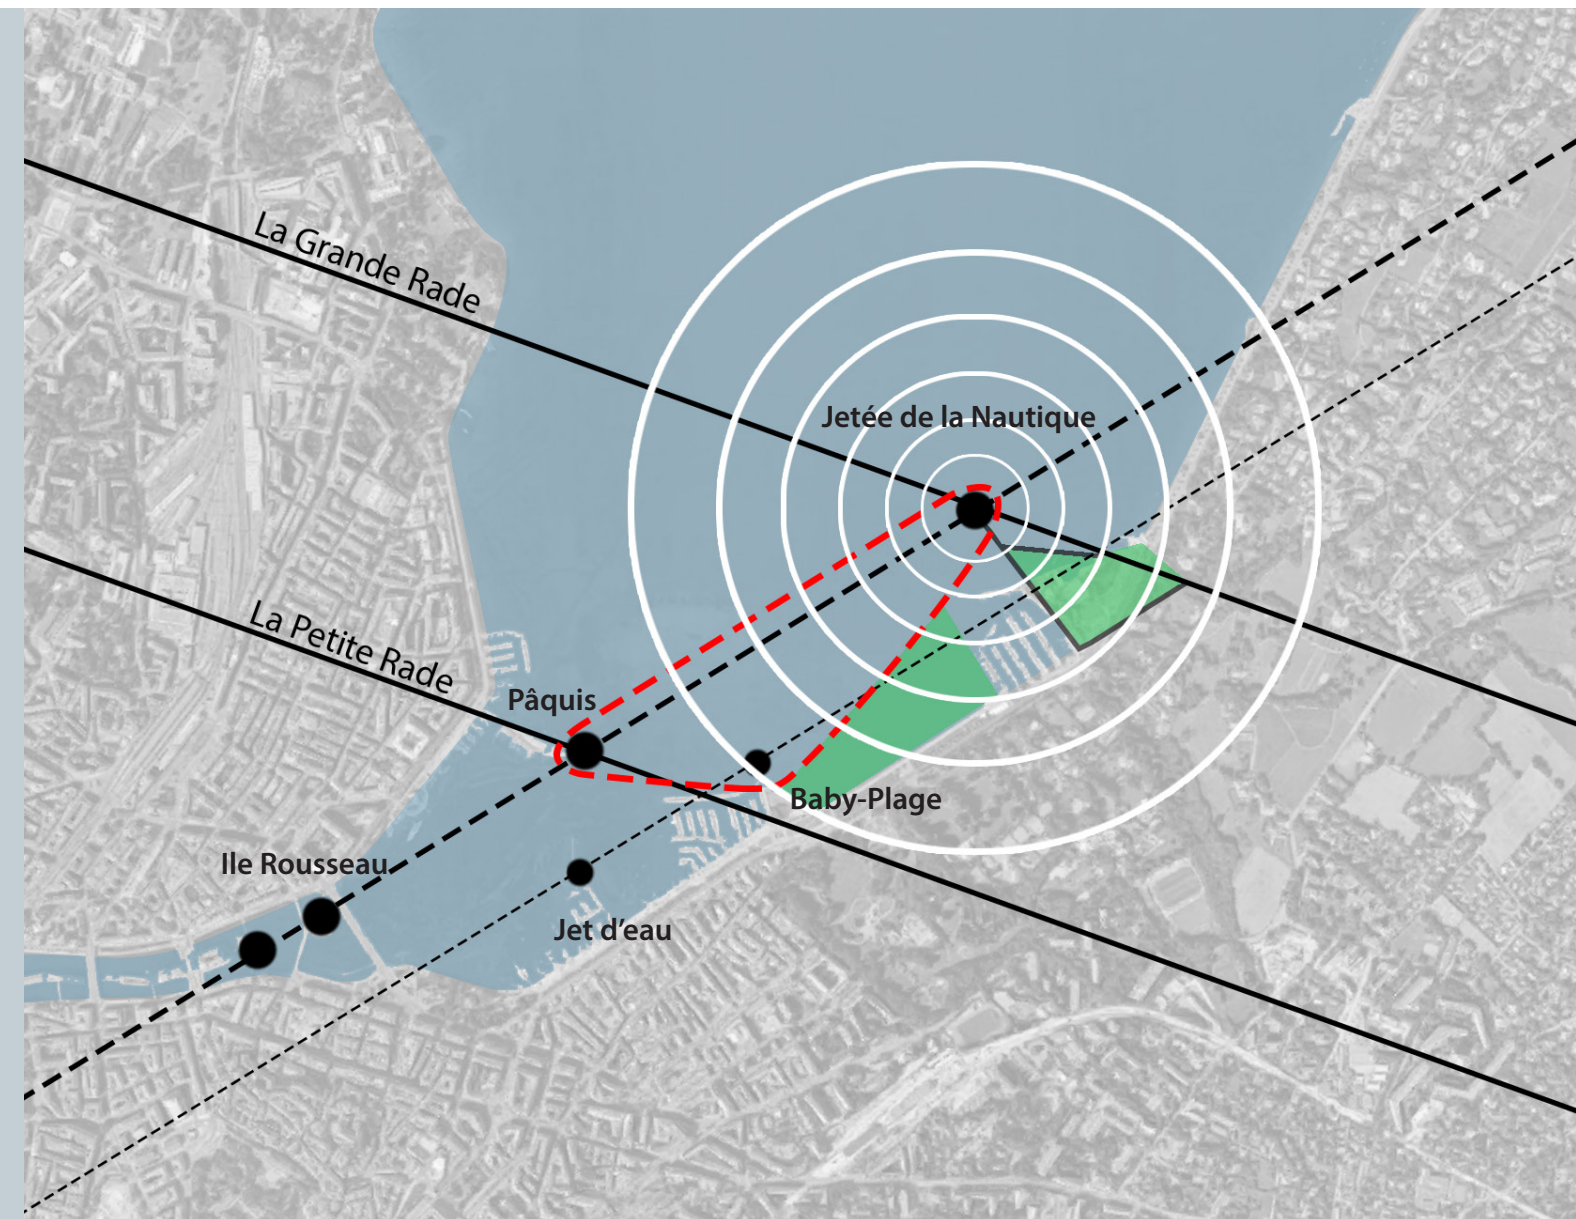 La Grande Rade
Jetée de la Nautique
La Petite Rade
Pâquis
Baby-Plage
Ile Rousseau
Jet d’eau